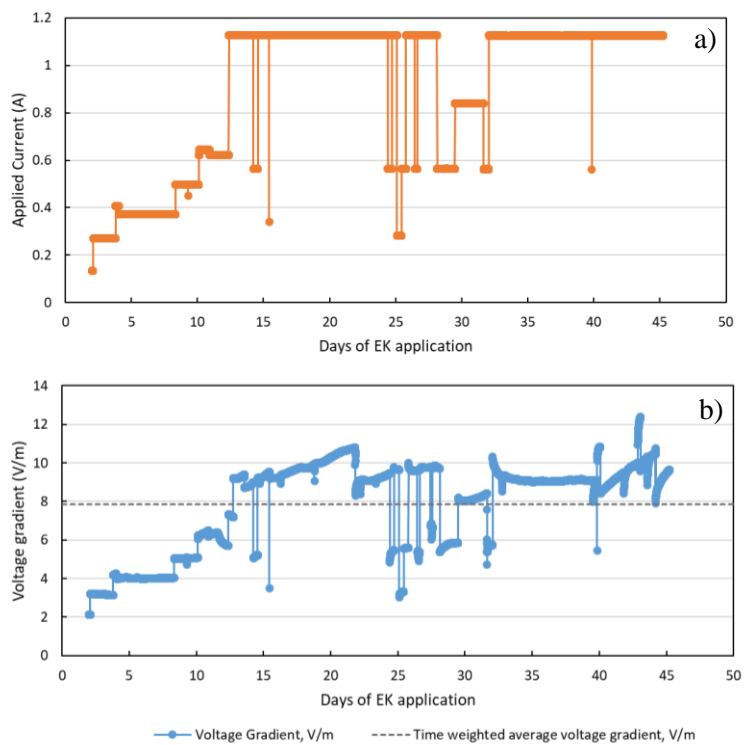 a)
1.2
1
0.8
0.6
0.4
0.2
0
Applied Current (A)
0 5 10 15 20 25 30 35 40 45 50
Days of EK application
b)
14
12
10
8
6
4
2
0
Voltage gradient (V/m)
0 5 10 15 20 25 30 35 40 45 50
Days of EK application
Voltage Gradient, V/m Time weighted average voltage gradient, V/m